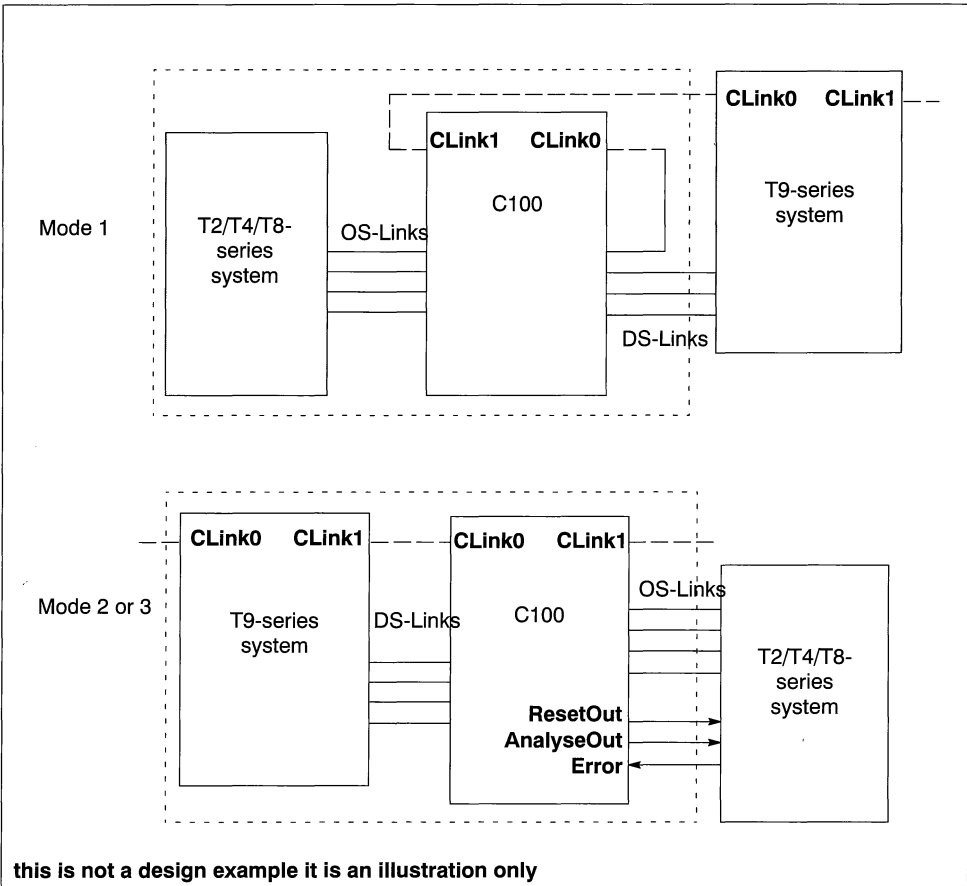 CLink0 CLink1
CLink1 CLink0
T9-series
system
C100
Mode 1
T2/T4/T8-
series
system
OS-Links
DS-Links
CLink0 CLink1
CLink0 CLink1
OS-Links
Mode 2 or 3
T9-series
system
DS-Links
C100
T2/T4/T8-
series
system
ResetOut
AnalyseOut
Error
this is not a design example it is an illustration only